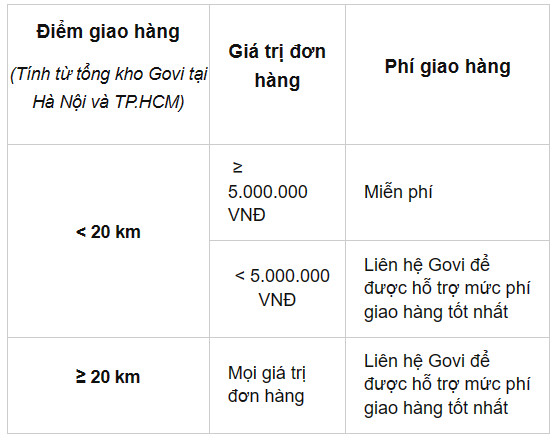 Điểm giao hàng
(Tính từ tổng kho Govi tại
Hà Nội và TP.HCM)
Giá trị đơn
hàng
Phí giao hàng
< 20 km
≥
5.000.000
VNĐ
Miễn phí
< 5.000.000
VNĐ
Liên hệ Govi để
được hỗ trợ mức phí
giao hàng tốt nhất
≥ 20 km
Mọi giá trị
đơn hàng
Liên hệ Govi để
được hỗ trợ mức phí
giao hàng tốt nhất